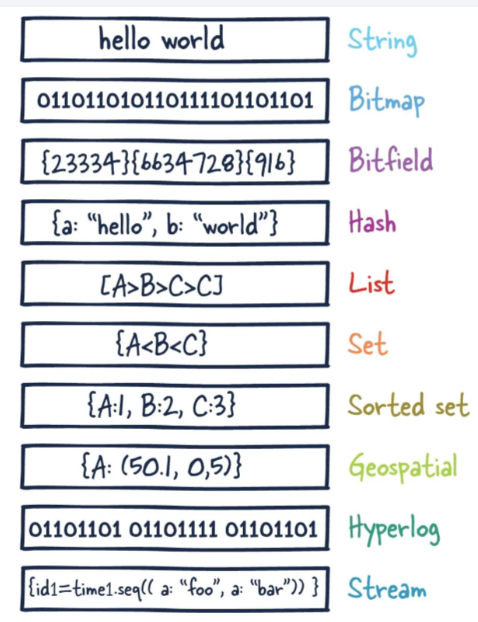 hello world String
011011010110111101101101 Bitmap
{23334}{6634728}{916} Bitfield
{a: "hello", b: "world"} Hash
[A>B>C>C] List
{A<B<C} Set
{A:1, B:2, C:3} Sorted set
{A: (50.1, 0,5)} Geospatial
01101101 01101111 01101101 Hyperlog
{id1=time1.seq(( a: "foo", a: "bar")) } Stream